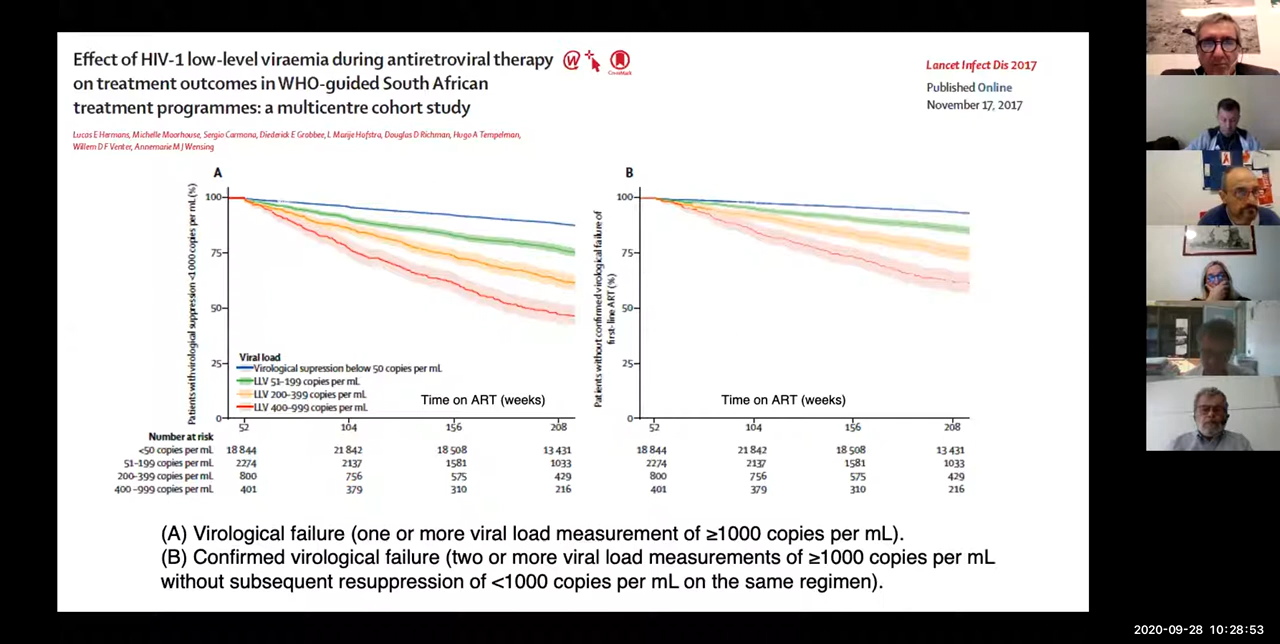 Effect of HIV-1 low-level viraemia during antiretroviral therapy
on treatment outcomes in WHO-guided South African
treatment programmes: a multicentre cohort study
Lucas E Hermans, Michelle Moorhouse, Sergio Carmona, Diederick E Grobbee, L Marije Hofstra, Douglas D Richman, Hugo A Tempelman,
Willem D F Venter, Annemarie M J Wensing
W
CrossMark
Lancet Infect Dis 2017
Published Online
November 17, 2017
A
Patients with virological suppression <1000 copies per mL (%)
100
75
50
25
0
Viral load
Virological supression below 50 copies per mL
LLV 51–199 copies per mL
LLV 200–399 copies per mL
LLV 400–999 copies per mL
Time on ART (weeks)
52 104 156 208
B
Patients without confirmed virological failure of
first-line ART (%)
100
75
50
25
0
Time on ART (weeks)
52 104 156 208
Number at risk
<50 copies per mL 18 844 21 842 18 508 13 431 18 844 21 842 18 508 13 431
51–199 copies per mL 2274 2137 1581 1033 2274 2137 1581 1033
200–399 copies per mL 800 756 575 429 800 756 575 429
400–999 copies per mL 401 379 310 216 401 379 310 216
(A) Virological failure (one or more viral load measurement of ≥1000 copies per mL).
(B) Confirmed virological failure (two or more viral load measurements of ≥1000 copies per mL
without subsequent resuppression of <1000 copies per mL on the same regimen).
2020-09-28 10:28:53